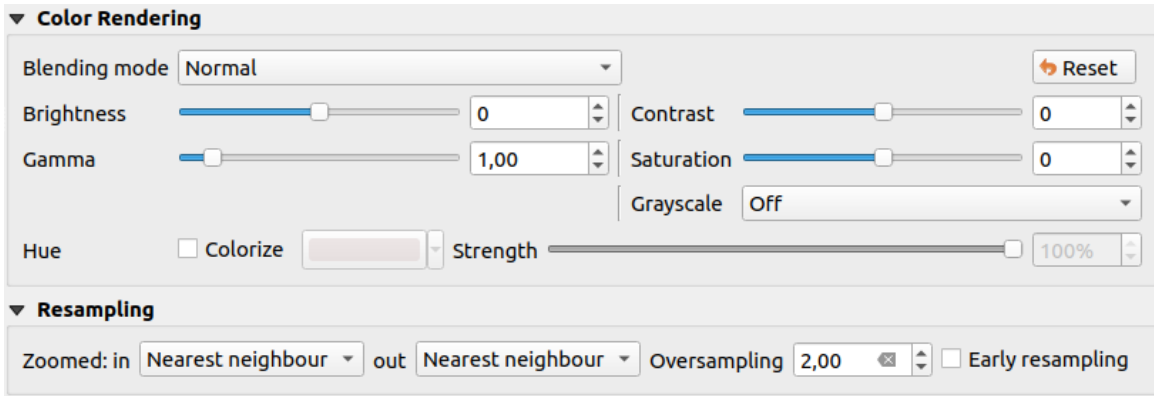 Color Rendering
Blending mode Normal Reset
Brightness 0 Contrast 0
Gamma 1,00 Saturation 0
Grayscale Off
Hue Colorize Strength 100%
Resampling
Zoomed: in Nearest neighbour out Nearest neighbour Oversampling 2,00 Early resampling